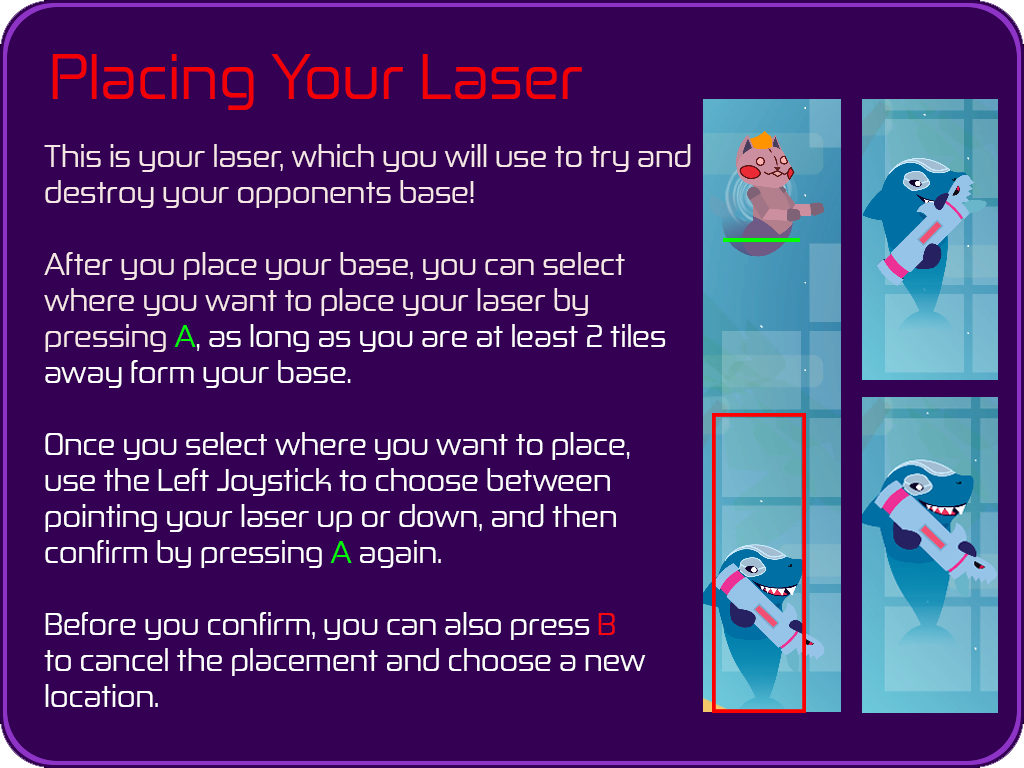 Placing Your Laser
This is your laser, which you will use to try and
destroy your opponents base!
After you place your base, you can select
where you want to place your laser by
pressing A, as long as you are at least 2 tiles
away form your base.
Once you select where you want to place,
use the Left Joystick to choose between
pointing your laser up or down, and then
confirm by pressing A again.
Before you confirm, you can also press B
to cancel the placement and choose a new
location.